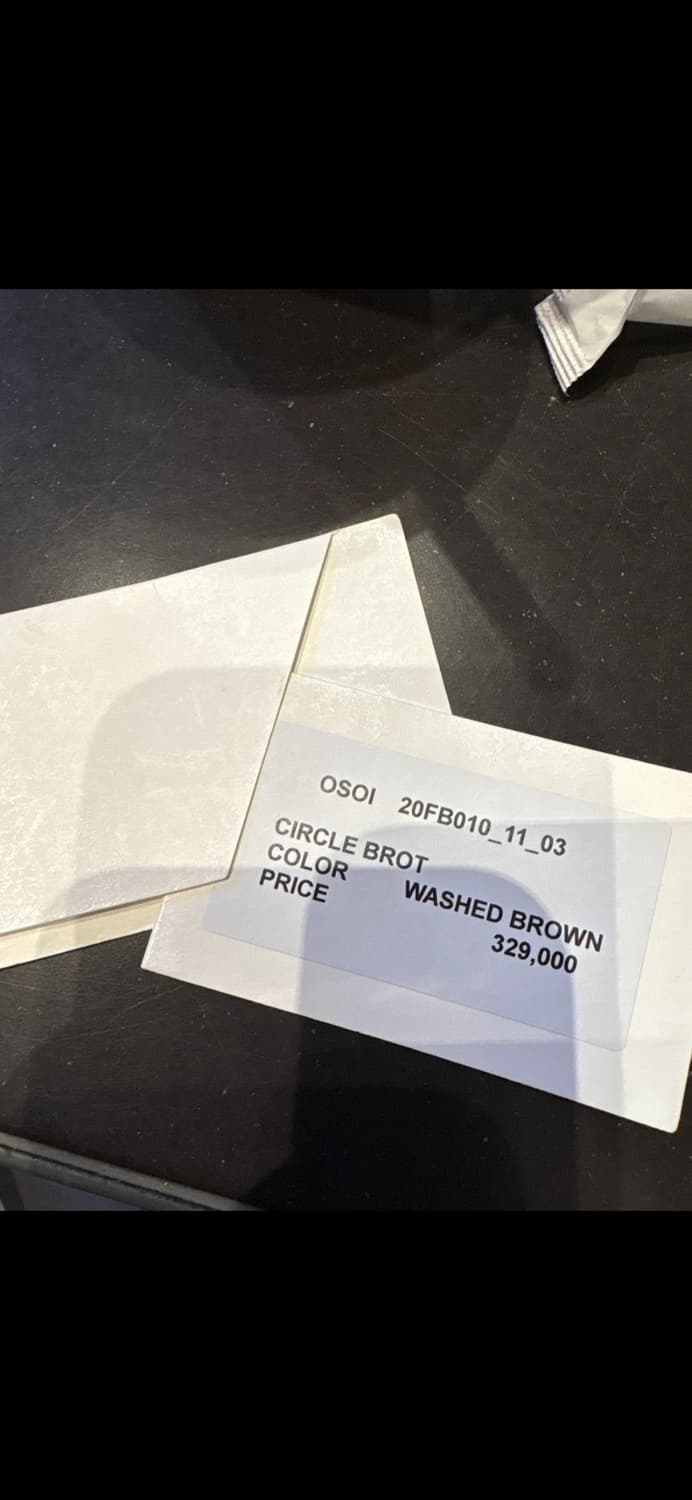 OSOI 20FB010_11_03
CIRCLE BROT
COLOR WASHED BROWN
PRICE 329,000